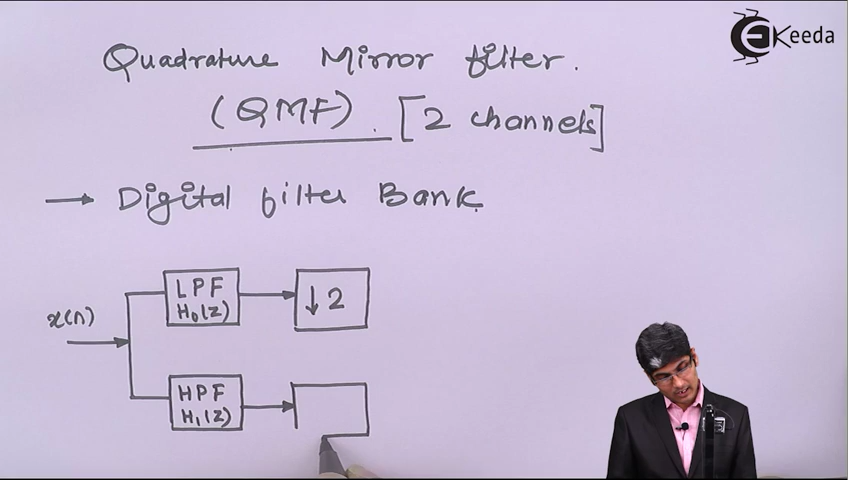 Keeda
Quadrature Mirror filter.
(QMF). [2 channels]
→ Digital filter Bank.
LPF
H₀(z)
↓2
x(n)
HPF
H₁(z)